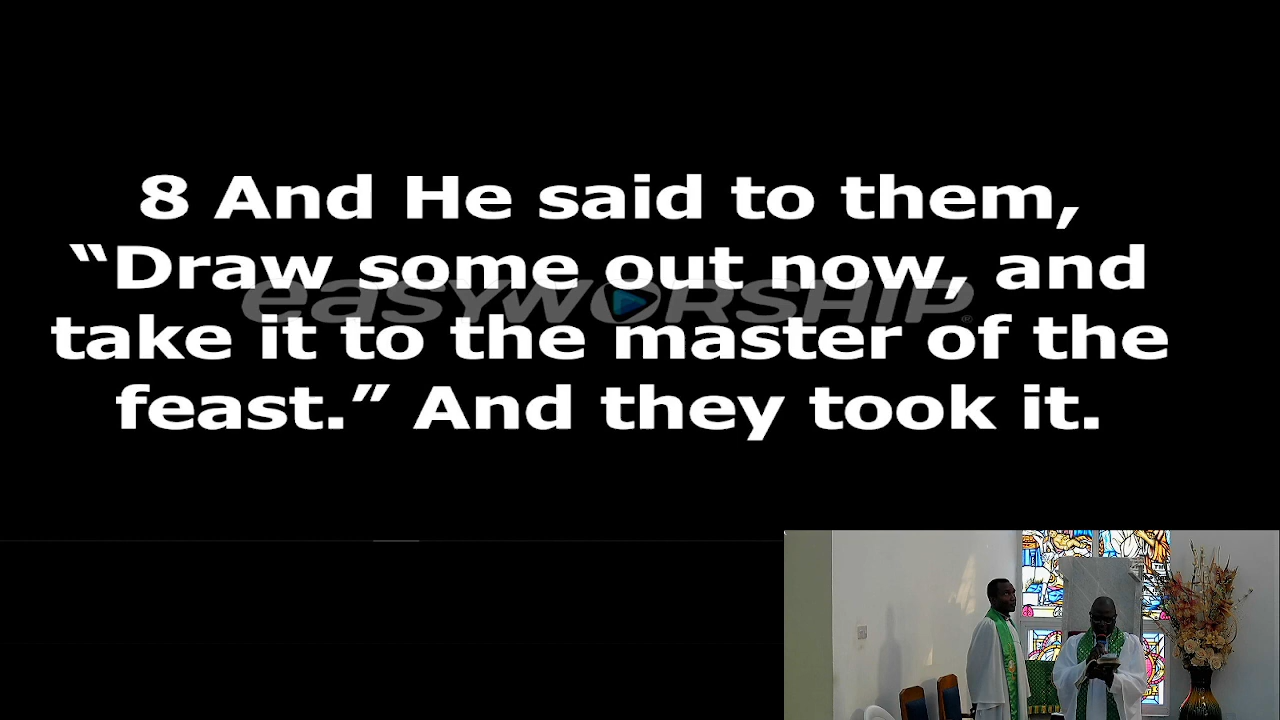 8 And He said to them,
“Draw some out now, and
easyworship®
take it to the master of the
feast.” And they took it.